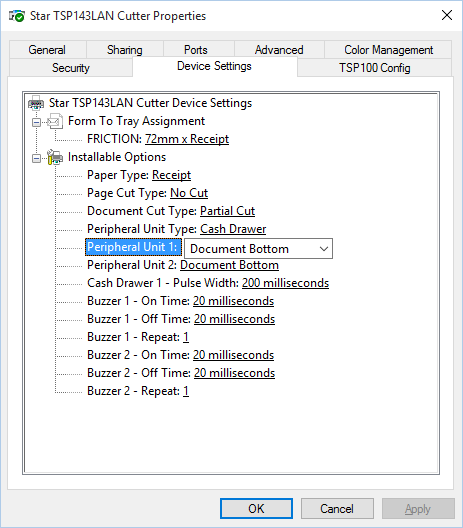 Star TSP143LAN Cutter Properties
General Sharing Ports Advanced Color Management
Security Device Settings TSP100 Config
Star TSP143LAN Cutter Device Settings
Form To Tray Assignment
FRICTION: 72mm x Receipt
Installable Options
Paper Type: Receipt
Page Cut Type: No Cut
Document Cut Type: Partial Cut
Peripheral Unit Type: Cash Drawer
Peripheral Unit 1: Document Bottom
Peripheral Unit 2: Document Bottom
Cash Drawer 1 - Pulse Width: 200 milliseconds
Buzzer 1 - On Time: 20 milliseconds
Buzzer 1 - Off Time: 20 milliseconds
Buzzer 1 - Repeat: 1
Buzzer 2 - On Time: 20 milliseconds
Buzzer 2 - Off Time: 20 milliseconds
Buzzer 2 - Repeat: 1
OK Cancel Apply